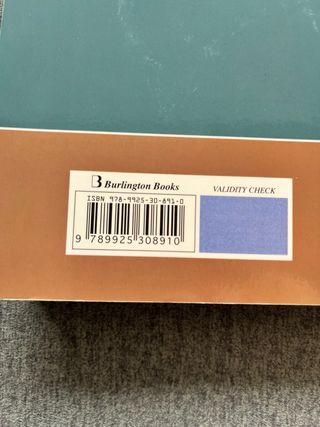 Burlington Books
VALIDITY CHECK
ISBN 978-9925-30-891-0
9 789925 308910